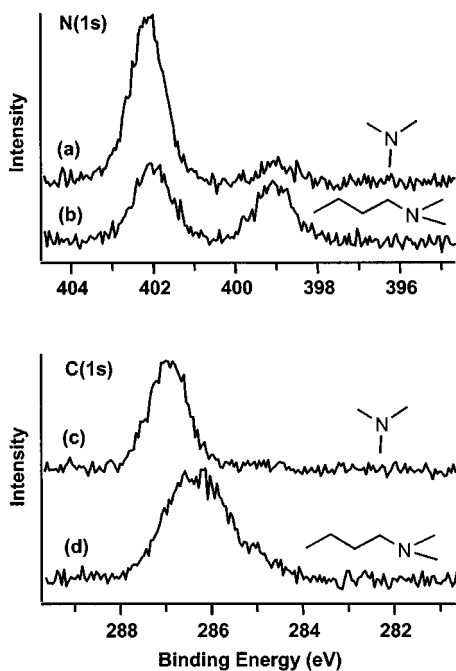 N(1s)
Intensity
(a)
N
(b)
N
404 402 400 398 396
C(1s)
Intensity
(c)
N
(d)
N
288 286 284 282
Binding Energy (eV)